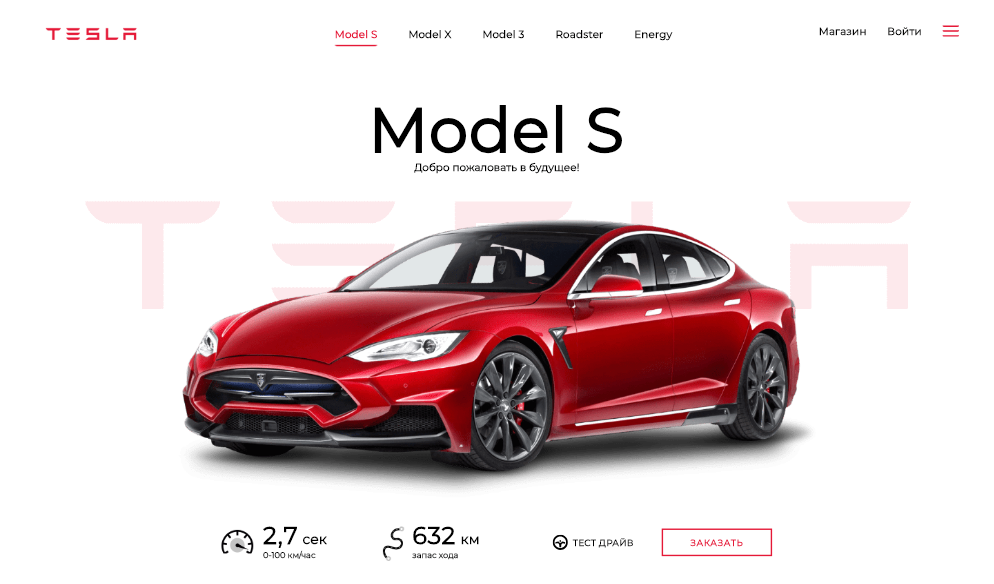 TESLA
Model S
Model X
Model 3
Roadster
Energy
Магазин
Войти
Model S
Добро пожаловать в будущее!
TESLA
2,7 сек
0-100 км/час
632 км
запас хода
ТЕСТ ДРАЙВ
ЗАКАЗАТЬ